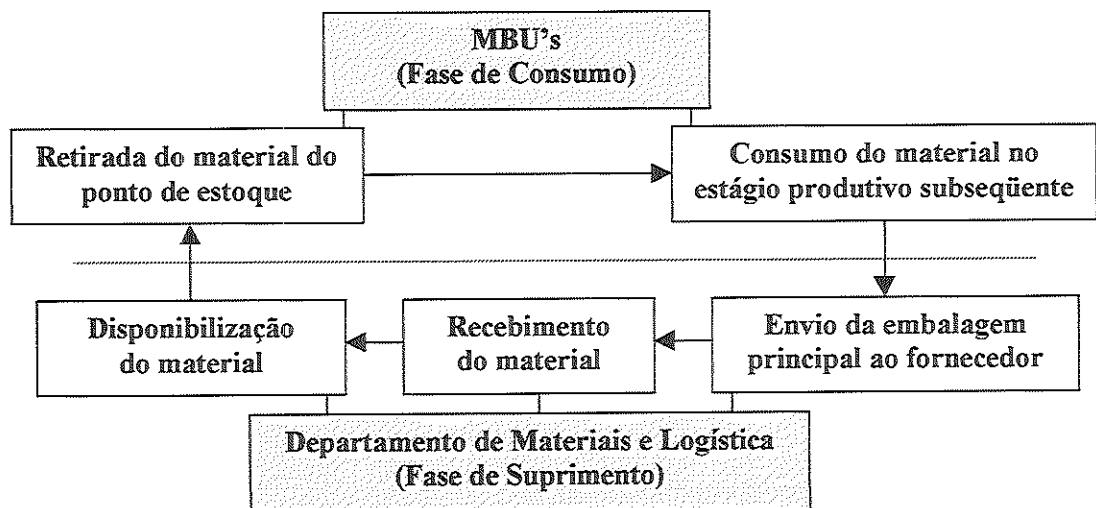 MBU's
(Fase de Consumo)
Retirada do material do
ponto de estoque
Consumo do material no
estágio produtivo subseqüente
Disponibilização
do material
Recebimento
do material
Envio da embalagem
principal ao fornecedor
Departamento de Materiais e Logística
(Fase de Suprimento)